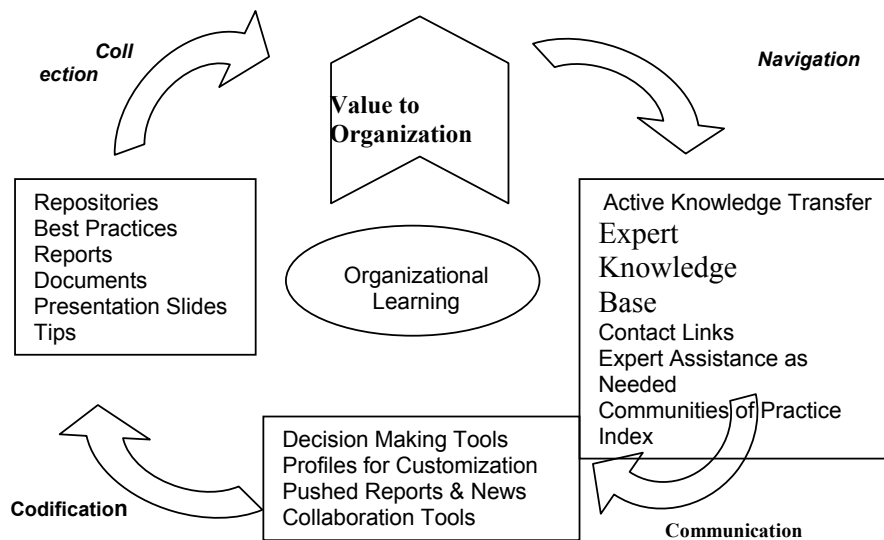 Coll
ection
Navigation
Value to
Organization
Repositories
Best Practices
Reports
Documents
Presentation Slides
Tips
Organizational
Learning
Active Knowledge Transfer
Expert
Knowledge
Base
Contact Links
Expert Assistance as
Needed
Communities of Practice
Index
Decision Making Tools
Profiles for Customization
Pushed Reports & News
Collaboration Tools
Codification
Communication